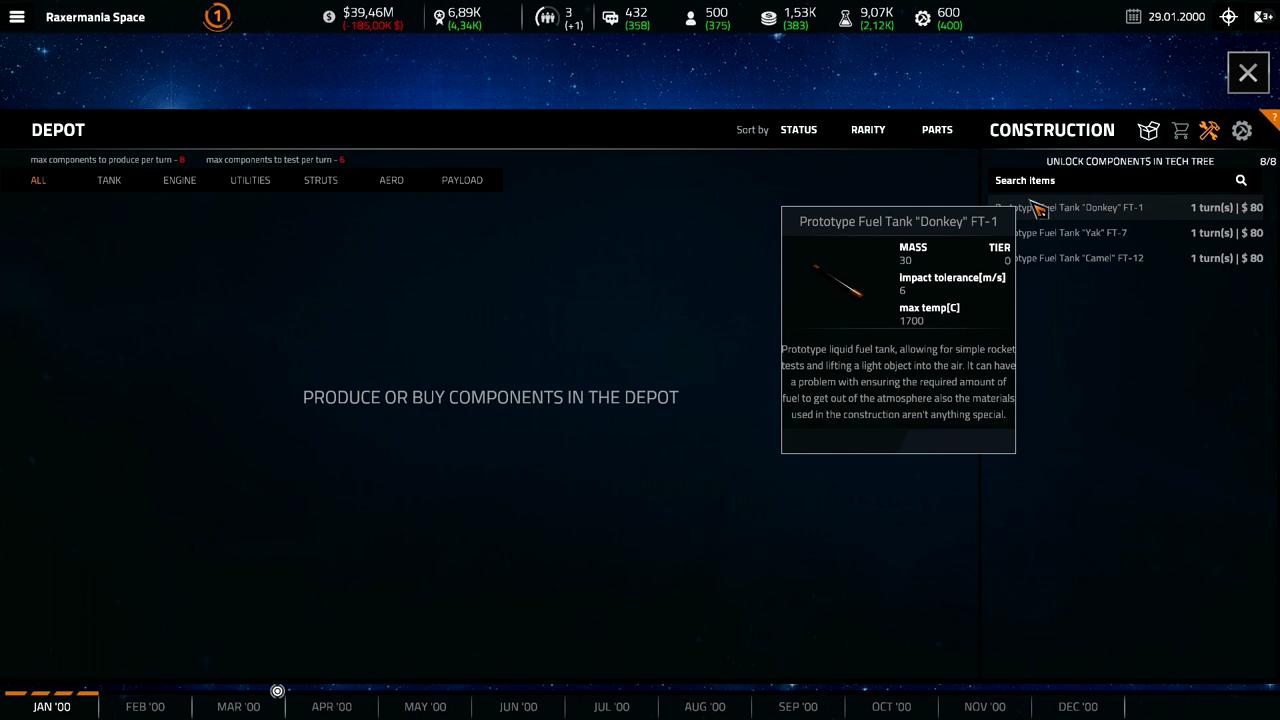 Raxermania Space
1
$39,46M
(-185,00K $)
6,89K
(4,34K)
3
(+1)
432
(358)
500
(375)
1,53K
(383)
9,07K
(2,12K)
600
(400)
29.01.2000
3+
DEPOT
Sort by STATUS RARITY PARTS
CONSTRUCTION
?
max components to produce per turn - 8 max components to test per turn - 6
UNLOCK COMPONENTS IN TECH TREE 8/8
ALL TANK ENGINE UTILITIES STRUTS AERO PAYLOAD
Search items
Fuel Tank "Donkey" FT-1 1 turn(s) | $ 80
Fuel Tank "Yak" FT-7 1 turn(s) | $ 80
Fuel Tank "Camel" FT-12 1 turn(s) | $ 80
Prototype Fuel Tank "Donkey" FT-1
MASS TIER
30 0
impact tolerance[m/s]
6
max temp[C]
1700
Prototype liquid fuel tank, allowing for simple rocket
tests and lifting a light object into the air. It can have
a problem with ensuring the required amount of
fuel to get out of the atmosphere also the materials
used in the construction aren't anything special.
PRODUCE OR BUY COMPONENTS IN THE DEPOT
JAN '00 FEB '00 MAR '00 APR '00 MAY '00 JUN '00 JUL '00 AUG '00 SEP '00 OCT '00 NOV '00 DEC '00